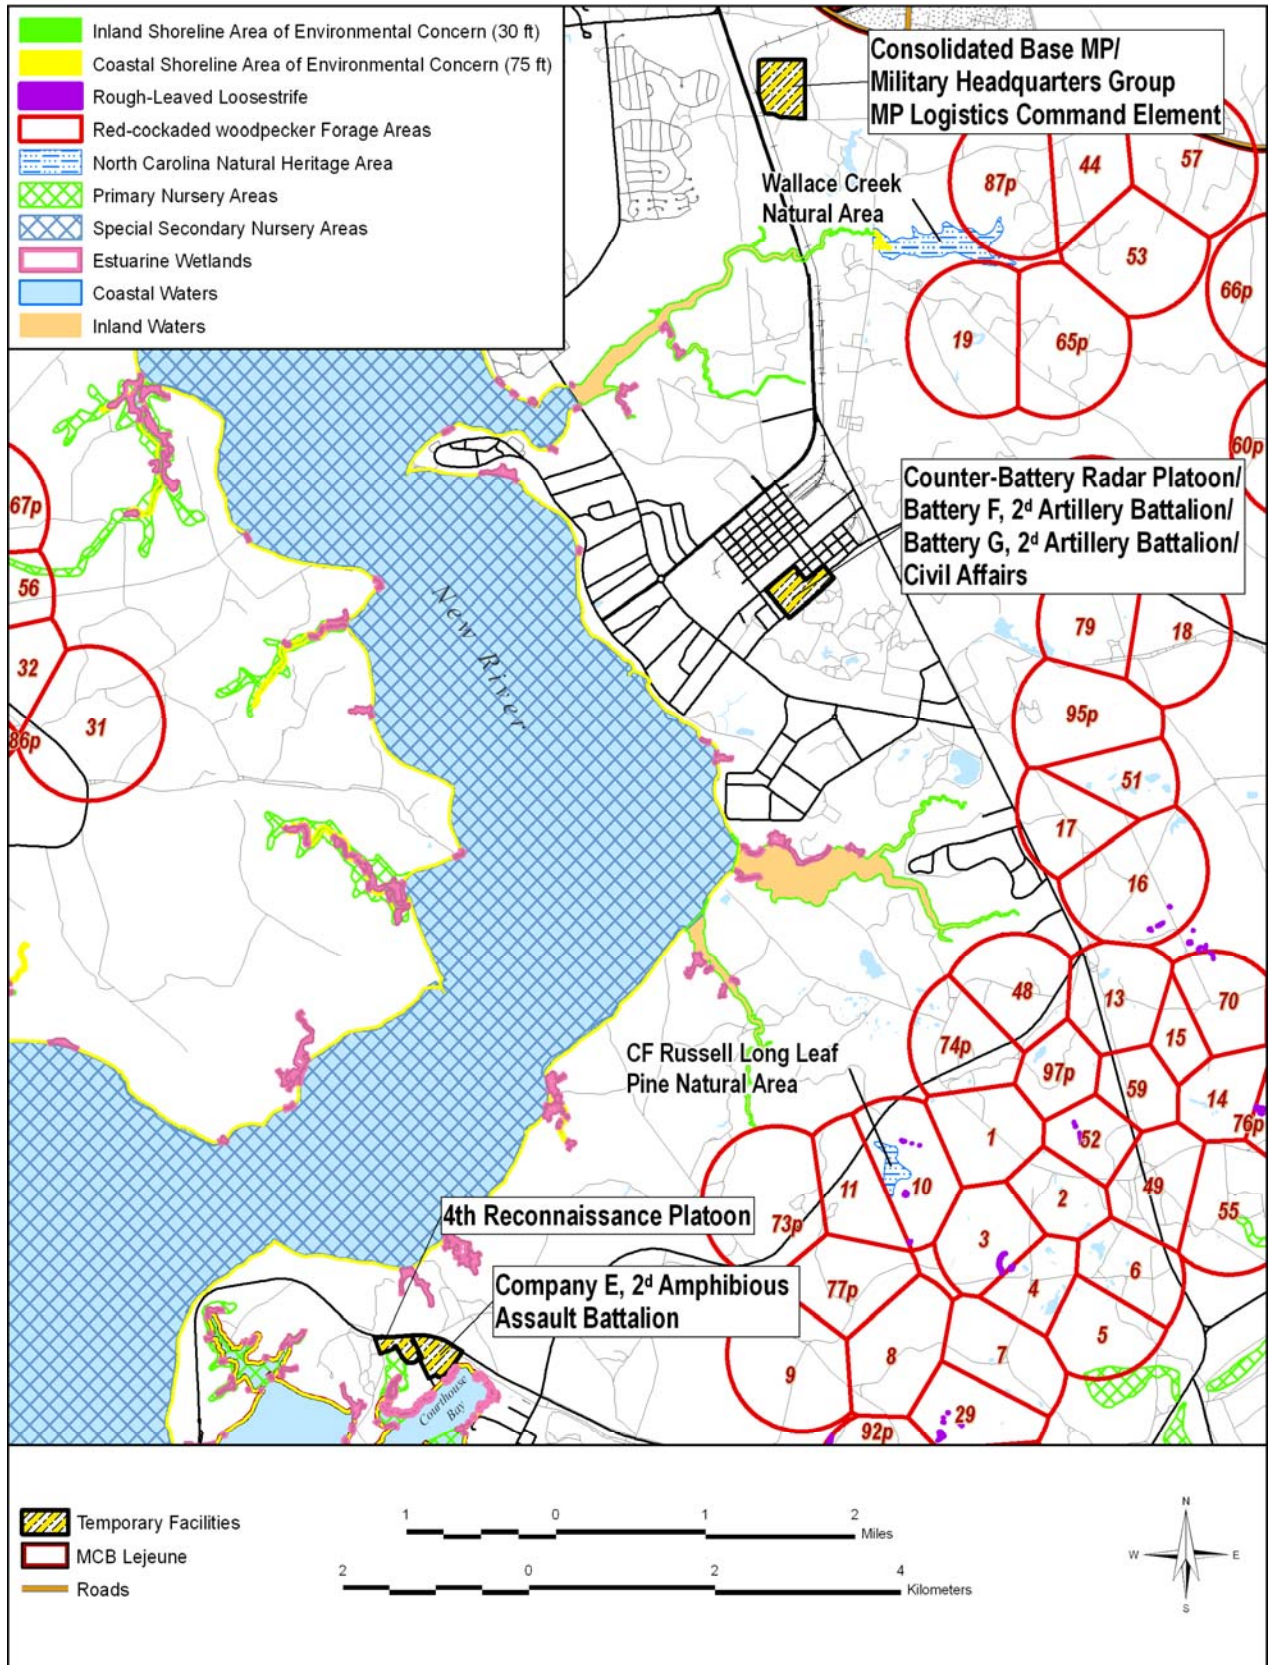 Inland Shoreline Area of Environmental Concern (30 ft)
Coastal Shoreline Area of Environmental Concern (75 ft)
Rough-Leaved Loosestrife
Red-cockaded woodpecker Forage Areas
North Carolina Natural Heritage Area
Primary Nursery Areas
Special Secondary Nursery Areas
Estuarine Wetlands
Coastal Waters
Inland Waters
Consolidated Base MP/
Military Headquarters Group
MP Logistics Command Element
Wallace Creek
Natural Area
87p
44
57
53
66p
19
65p
60p
Counter-Battery Radar Platoon/
Battery F, 2d Artillery Battalion/
Battery G, 2d Artillery Battalion/
Civil Affairs
67p
56
32
86p
31
New River
79
18
95p
51
17
16
48
13
70
74p
15
97p
59
14
76p
CF Russell Long Leaf
Pine Natural Area
1
52
11
10
2
49
55
73p
3
77p
4
6
5
7
8
9
29
92p
4th Reconnaissance Platoon
Company E, 2d Amphibious
Assault Battalion
Courthouse
Bay
Temporary Facilities
MCB Lejeune
Roads
1 0 1 2
Miles
2 0 2 4
Kilometers
N
W E
S